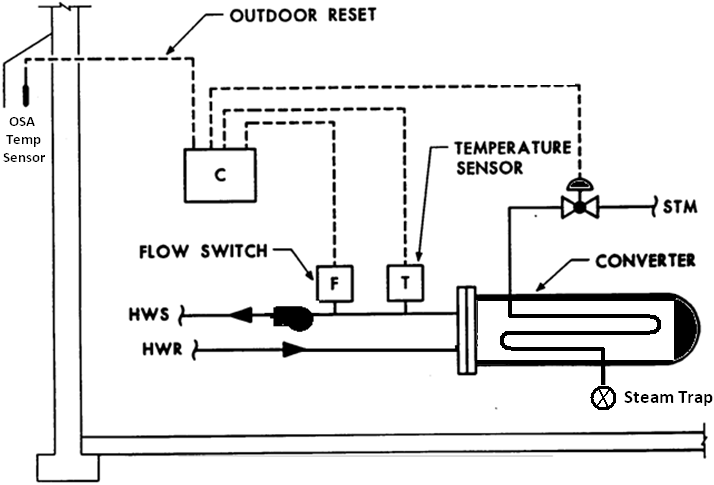 OUTDOOR RESET
OSA
Temp
Sensor
C
TEMPERATURE
SENSOR
STM
FLOW SWITCH
F
T
CONVERTER
HWS
HWR
X
Steam Trap